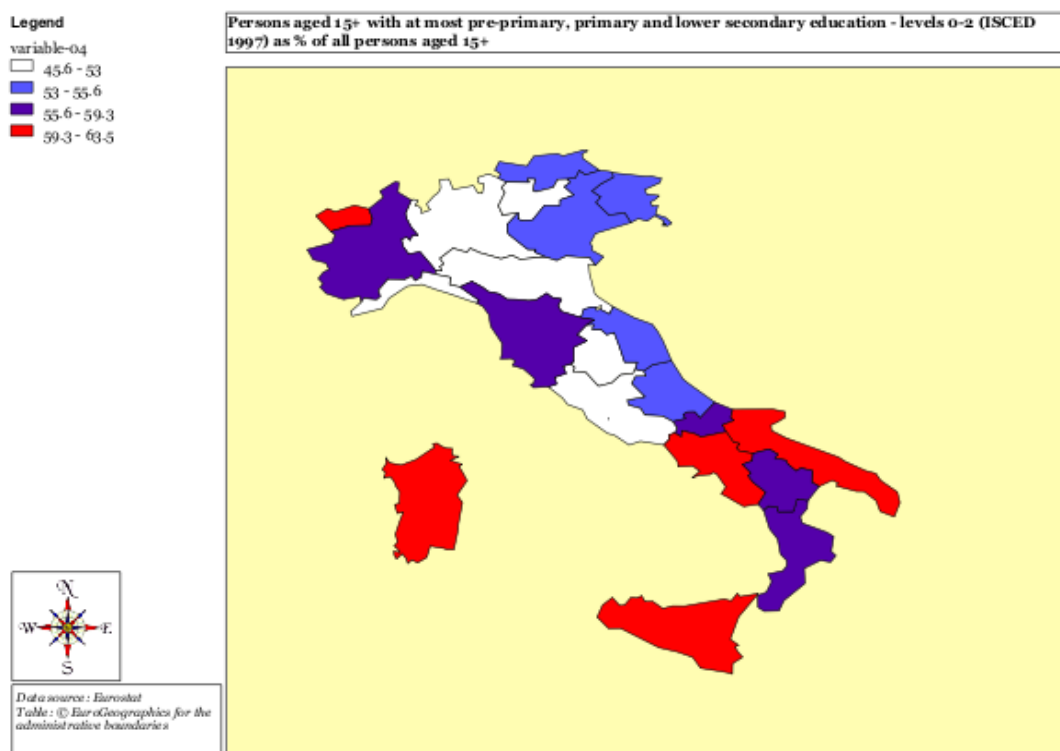 Legend
variable-04
45.6 - 53
53 - 55.6
55.6 - 59.3
59.3 - 63.5
Persons aged 15+ with at most pre-primary, primary and lower secondary education - levels 0-2 (ISCED
1997) as % of all persons aged 15+
N
W E
S
Data source : Eurostat
Table : © EuroGeographics for the
administrative boundaries